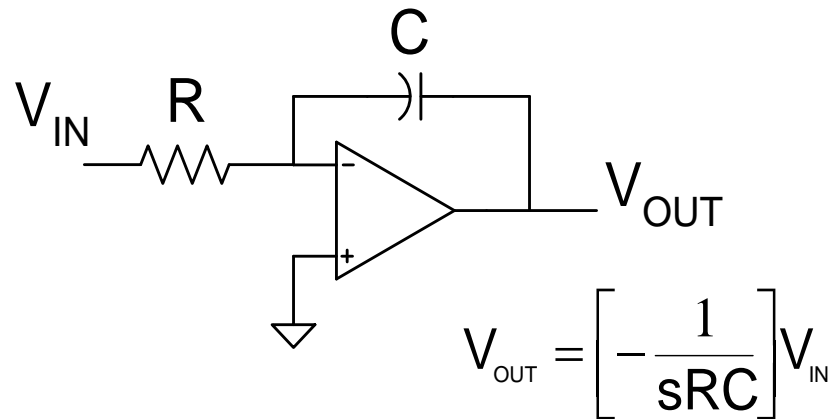 C
V_IN R
-
V_OUT
+
V_OUT = [ - 1 / sRC ] V_IN